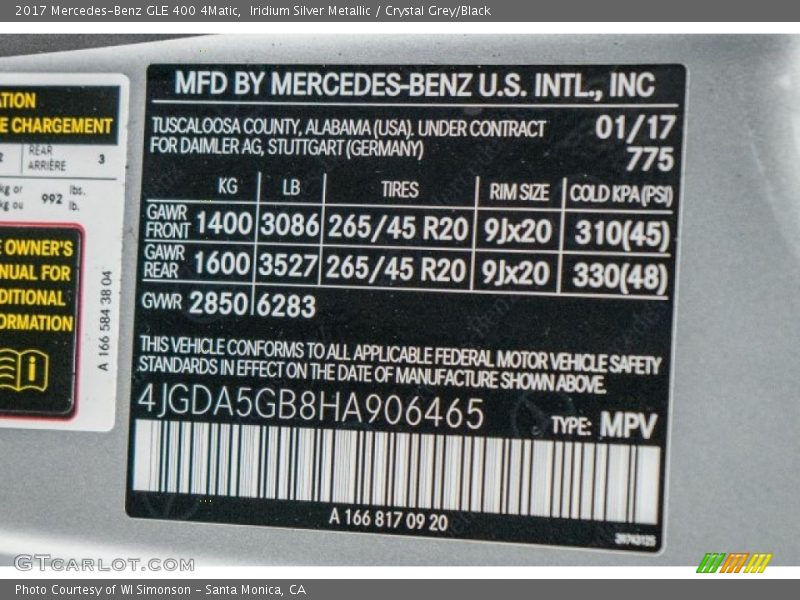 2017 Mercedes-Benz GLE 400 4Matic,  Iridium Silver Metallic / Crystal Grey/Black
ATION
E CHARGEMENT
2 REAR ARRIÈRE 3
kg or
kg ou 992 lbs.
lb.
E OWNER'S
NUAL FOR
DITIONAL
ORMATION
A 166 584 38 04
MFD BY MERCEDES-BENZ U.S. INTL., INC
TUSCALOOSA COUNTY, ALABAMA (USA). UNDER CONTRACT 01/17
FOR DAIMLER AG, STUTTGART (GERMANY) 775
KG LB TIRES RIM SIZE COLD KPA(PSI)
GAWR FRONT 1400 3086 265/45 R20 9Jx20 310(45)
GAWR REAR 1600 3527 265/45 R20 9Jx20 330(48)
GWR 2850 6283
THIS VEHICLE CONFORMS TO ALL APPLICABLE FEDERAL MOTOR VEHICLE SAFETY
STANDARDS IN EFFECT ON THE DATE OF MANUFACTURE SHOWN ABOVE.
4JGDA5GB8HA906465 TYPE: MPV
A 166 817 09 20
GTCARLOT.COM
Photo Courtesy of WI Simonson - Santa Monica, CA